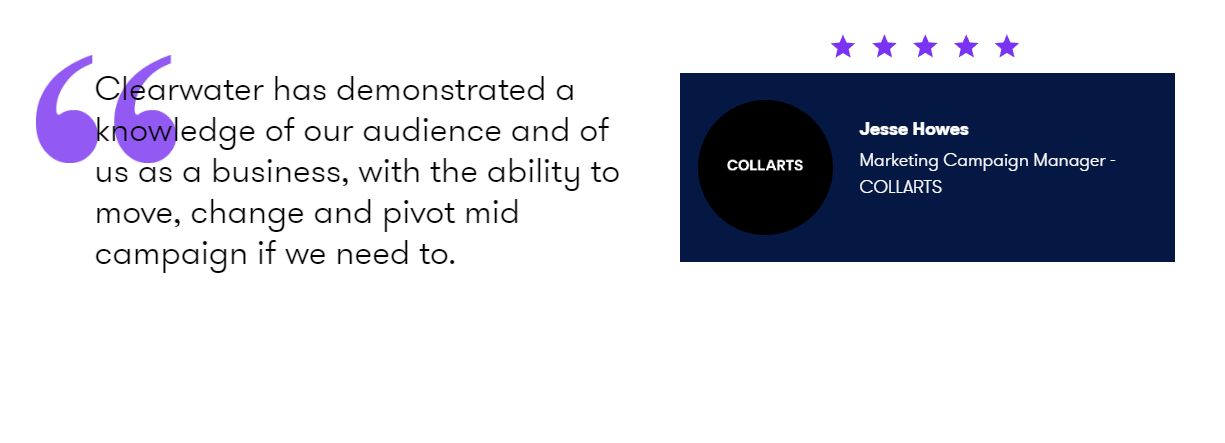 Clearwater has demonstrated a
knowledge of our audience and of
us as a business, with the ability to
move, change and pivot mid
campaign if we need to.
COLLARTS
Jesse Howes
Marketing Campaign Manager -
COLLARTS